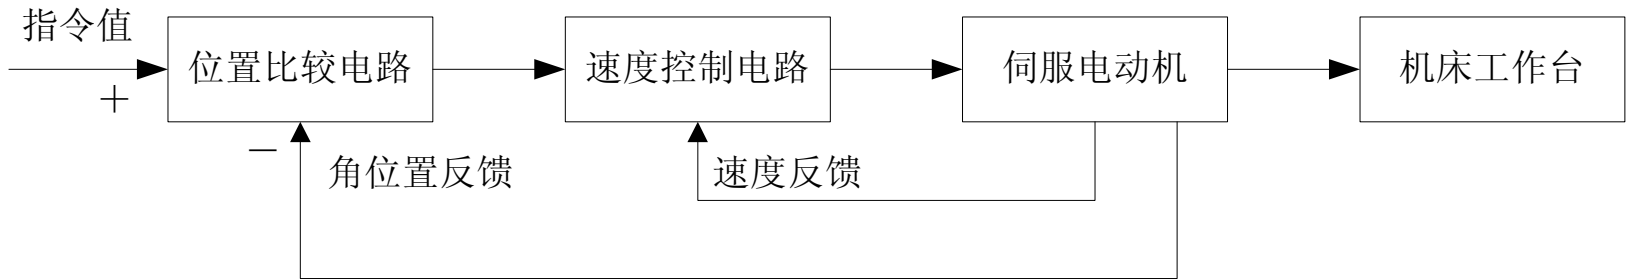 指令值
位置比较电路
速度控制电路
伺服电动机
机床工作台
+
−
角位置反馈
速度反馈